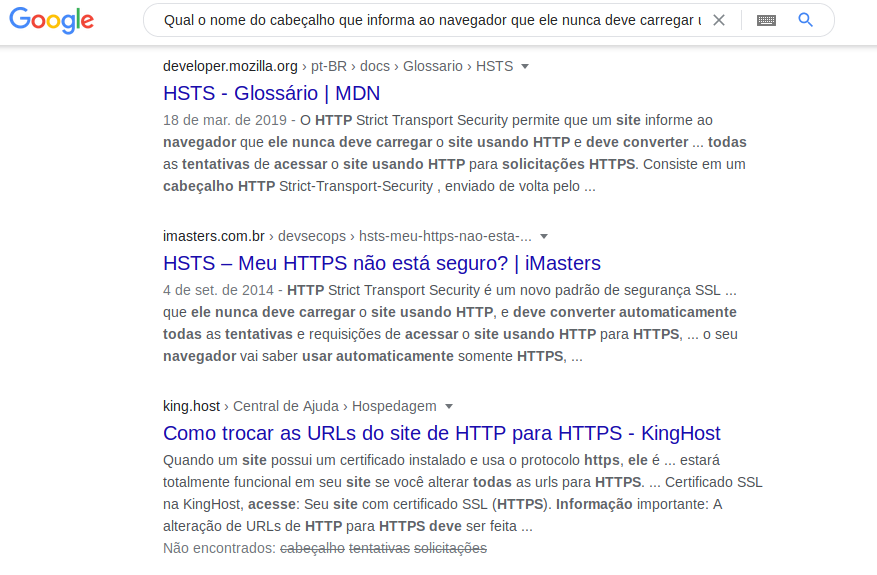 Google
Qual o nome do cabeçalho que informa ao navegador que ele nunca deve carregar
developer.mozilla.org › pt-BR › docs › Glossario › HSTS
HSTS - Glossário | MDN
18 de mar. de 2019 - O HTTP Strict Transport Security permite que um site informe ao
navegador que ele nunca deve carregar o site usando HTTP e deve converter ... todas
as tentativas de acessar o site usando HTTP para solicitações HTTPS. Consiste em um
cabeçalho HTTP Strict-Transport-Security , enviado de volta pelo ...
imasters.com.br › devsecops › hsts-meu-https-nao-esta-...
HSTS – Meu HTTPS não está seguro? | iMasters
4 de set. de 2014 - HTTP Strict Transport Security é um novo padrão de segurança SSL ...
que ele nunca deve carregar o site usando HTTP, e deve converter automaticamente
todas as tentativas e requisições de acessar o site usando HTTP para HTTPS, ... o seu
navegador vai saber usar automaticamente somente HTTPS, ...
king.host › Central de Ajuda › Hospedagem
Como trocar as URLs do site de HTTP para HTTPS - KingHost
Quando um site possui um certificado instalado e usa o protocolo https, ele é ... estará
totalmente funcional em seu site se você alterar todas as urls para HTTPS. ... Certificado SSL
na KingHost, acesse: Seu site com certificado SSL (HTTPS). Informação importante: A
alteração de URLs de HTTP para HTTPS deve ser feita ...
Não encontrados: cabeçalho tentativas solicitações